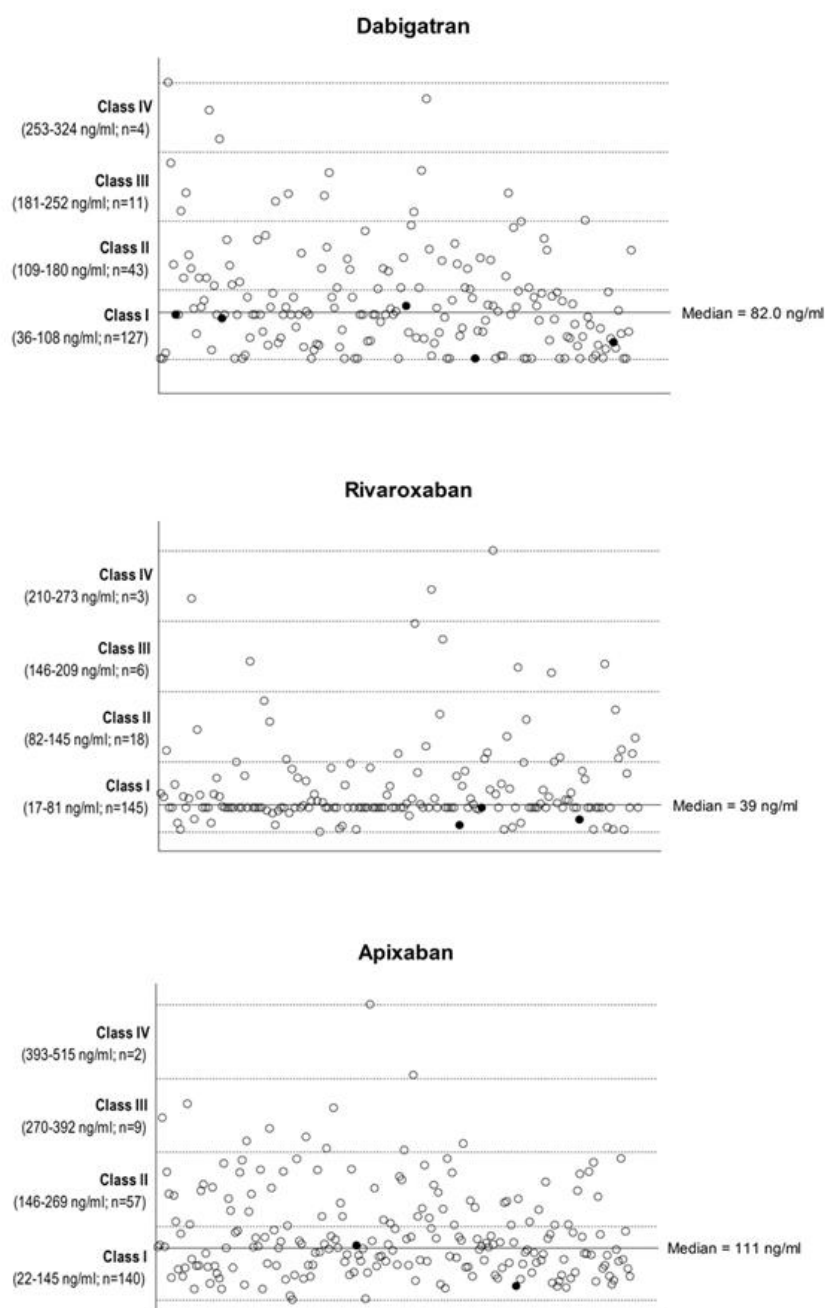 Dabigatran
Class IV
(253-324 ng/ml; n=4)
Class III
(181-252 ng/ml; n=11)
Class II
(109-180 ng/ml; n=43)
Class I
(36-108 ng/ml; n=127)
Median = 82.0 ng/ml
Rivaroxaban
Class IV
(210-273 ng/ml; n=3)
Class III
(146-209 ng/ml; n=6)
Class II
(82-145 ng/ml; n=18)
Class I
(17-81 ng/ml; n=145)
Median = 39 ng/ml
Apixaban
Class IV
(393-515 ng/ml; n=2)
Class III
(270-392 ng/ml; n=9)
Class II
(146-269 ng/ml; n=57)
Class I
(22-145 ng/ml; n=140)
Median = 111 ng/ml